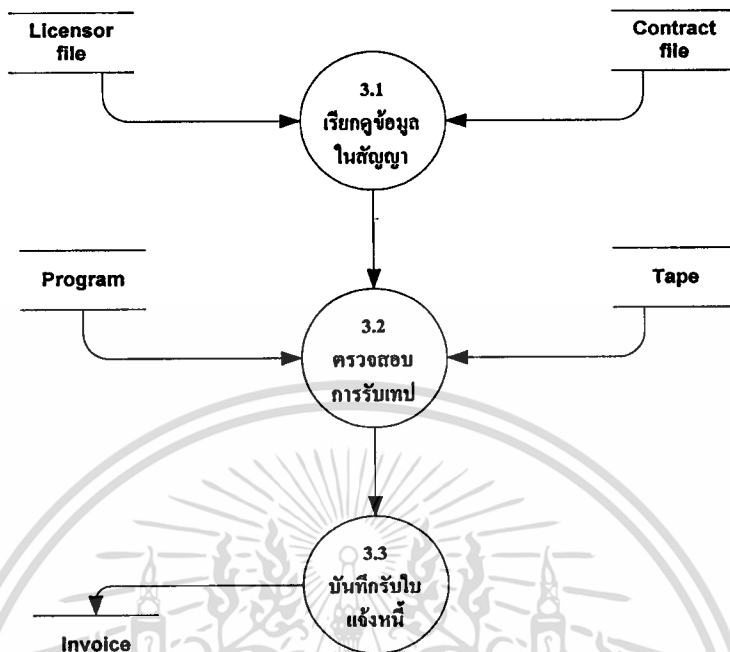 Licensor
file
Contract
file
3.1
เรียกดูข้อมูล
ในสัญญา
Program
Tape
3.2
ตรวจสอบ
การรับเทป
3.3
บันทึกรับใบ
แจ้งหนี้
Invoice